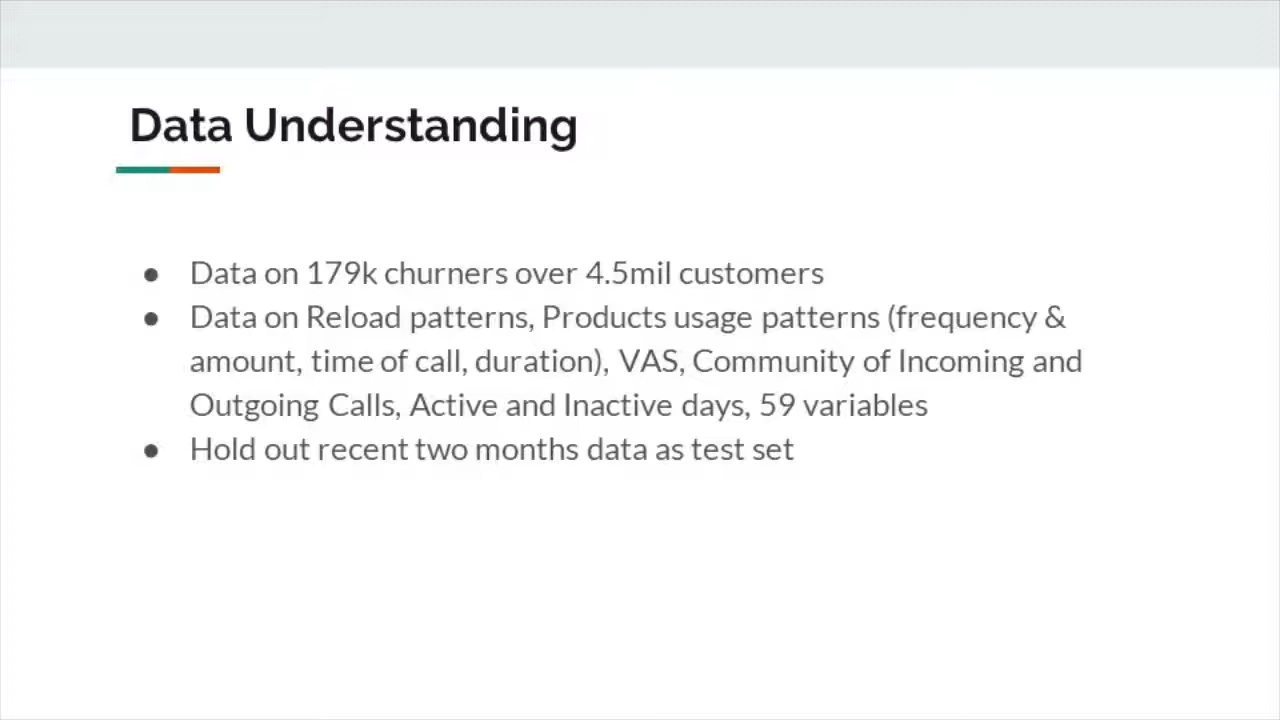 Data Understanding
● Data on 179k churners over 4.5mil customers
● Data on Reload patterns, Products usage patterns (frequency &
amount, time of call, duration), VAS, Community of Incoming and
Outgoing Calls, Active and Inactive days, 59 variables
● Hold out recent two months data as test set